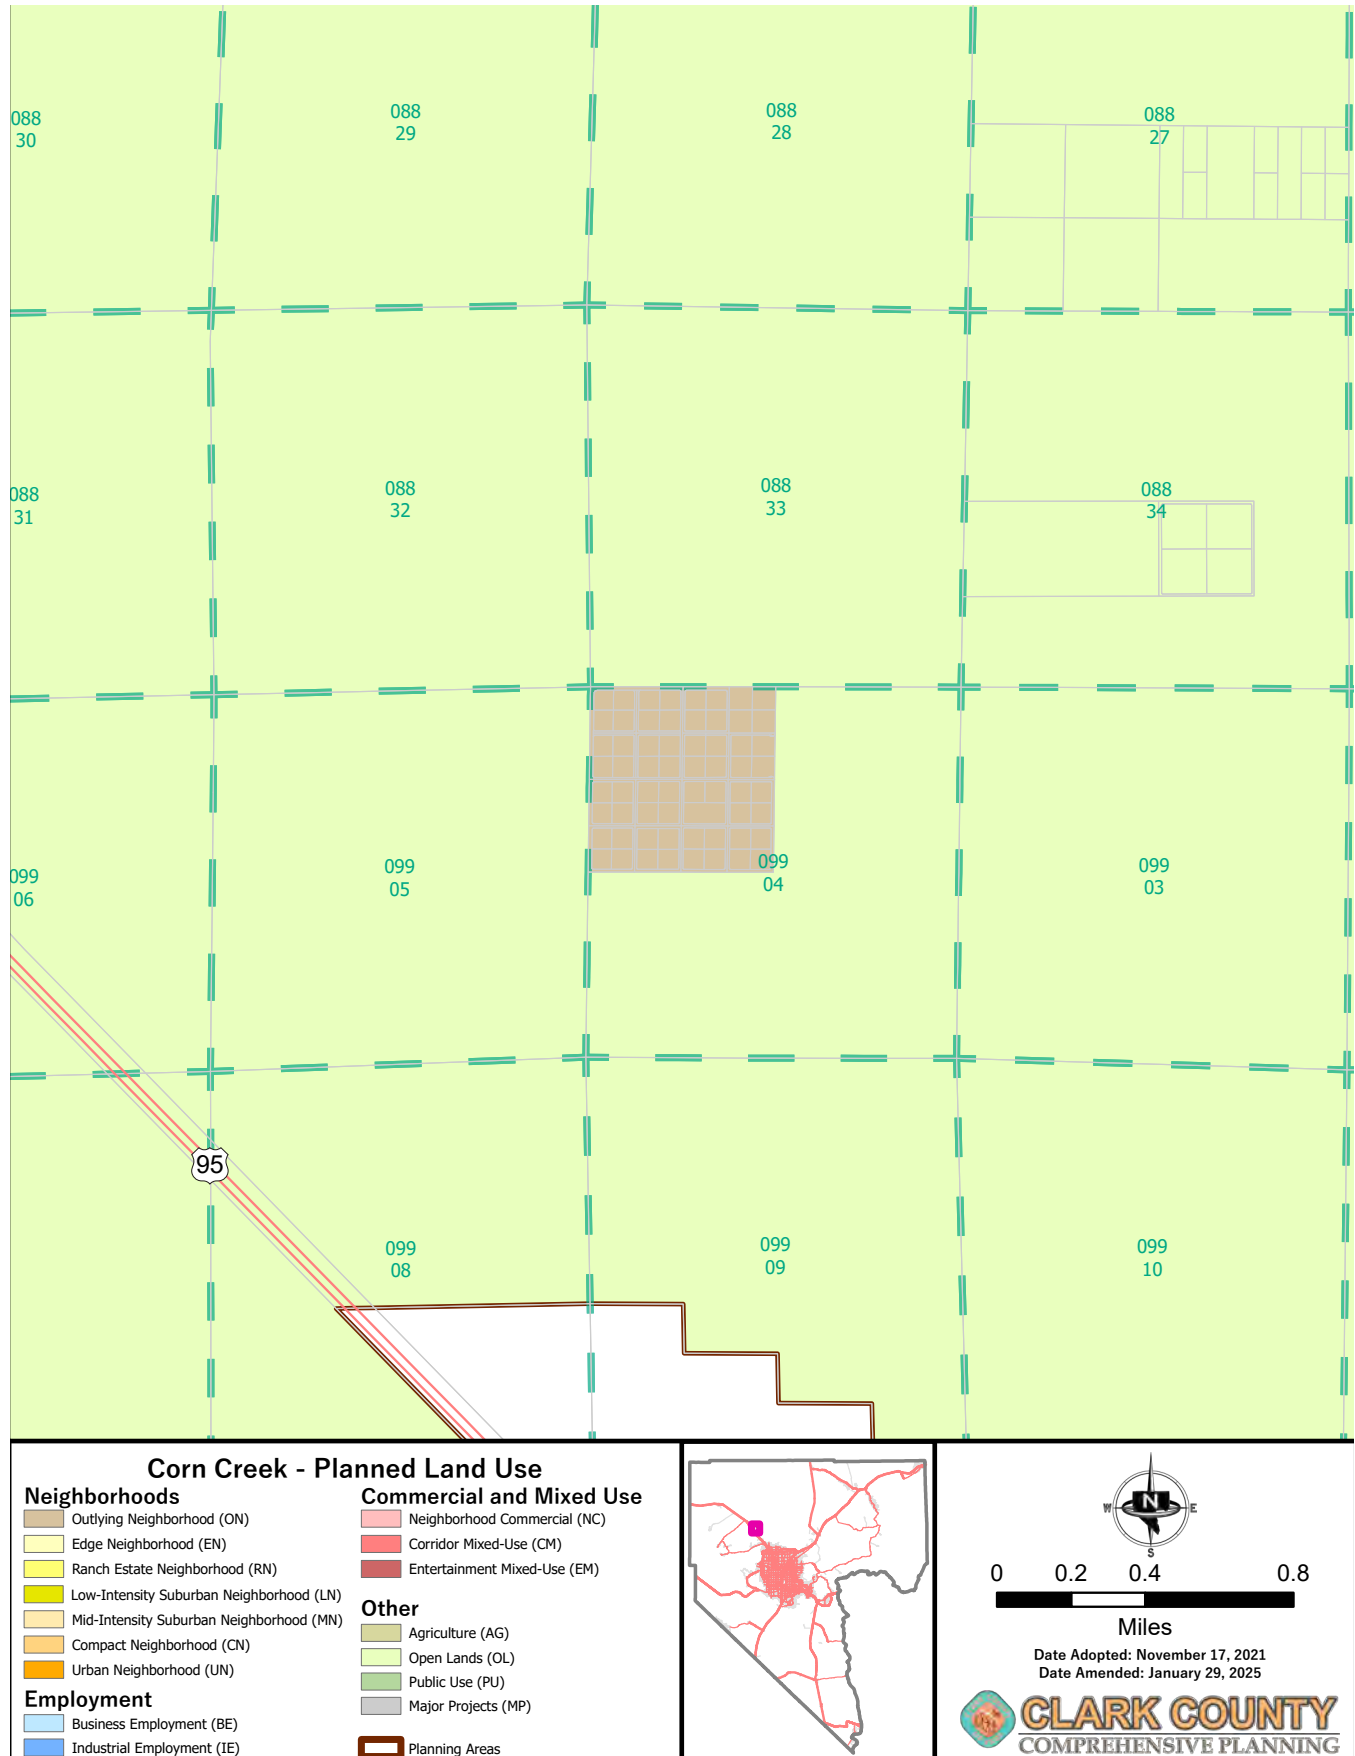 088
30
088
29
088
28
088
27
088
31
088
32
088
33
088
34
099
06
099
05
099
04
099
03
95
099
08
099
09
099
10
Corn Creek - Planned Land Use
Neighborhoods
Outlying Neighborhood (ON)
Edge Neighborhood (EN)
Ranch Estate Neighborhood (RN)
Low-Intensity Suburban Neighborhood (LN)
Mid-Intensity Suburban Neighborhood (MN)
Compact Neighborhood (CN)
Urban Neighborhood (UN)
Employment
Business Employment (BE)
Industrial Employment (IE)
Commercial and Mixed Use
Neighborhood Commercial (NC)
Corridor Mixed-Use (CM)
Entertainment Mixed-Use (EM)
Other
Agriculture (AG)
Open Lands (OL)
Public Use (PU)
Major Projects (MP)
Planning Areas
N
W E
S
0 0.2 0.4 0.8
Miles
Date Adopted: November 17, 2021
Date Amended: January 29, 2025
CLARK COUNTY
COMPREHENSIVE PLANNING